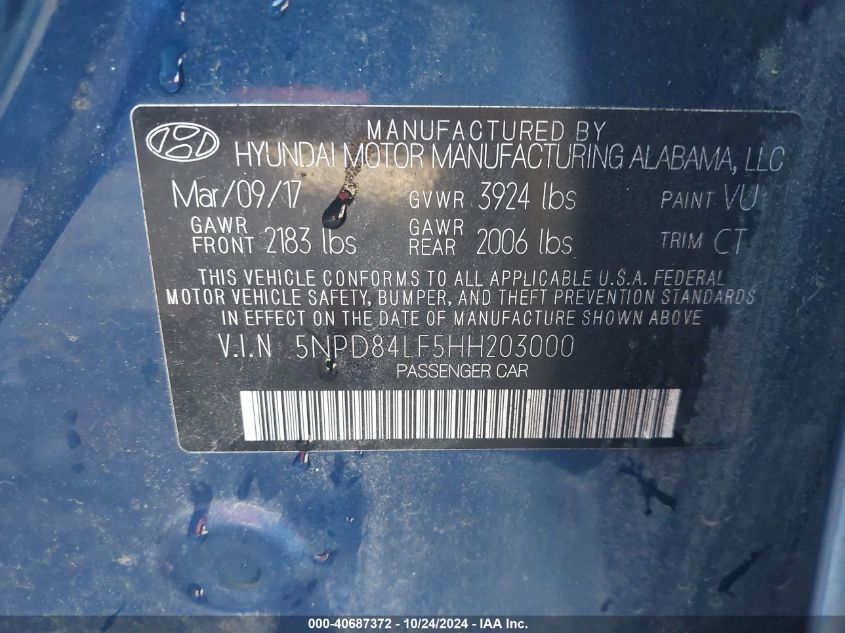 MANUFACTURED BY
HYUNDAI MOTOR MANUFACTURING ALABAMA, LLC
Mar/09/17 GVWR 3924 lbs PAINT VU
GAWR FRONT 2183 lbs GAWR REAR 2006 lbs TRIM CT
THIS VEHICLE CONFORMS TO ALL APPLICABLE U.S.A. FEDERAL
MOTOR VEHICLE SAFETY, BUMPER, AND THEFT PREVENTION STANDARDS
IN EFFECT ON THE DATE OF MANUFACTURE SHOWN ABOVE.
V.I.N 5NPD84LF5HH203000
PASSENGER CAR
000-40687372 - 10/24/2024 - IAA Inc.